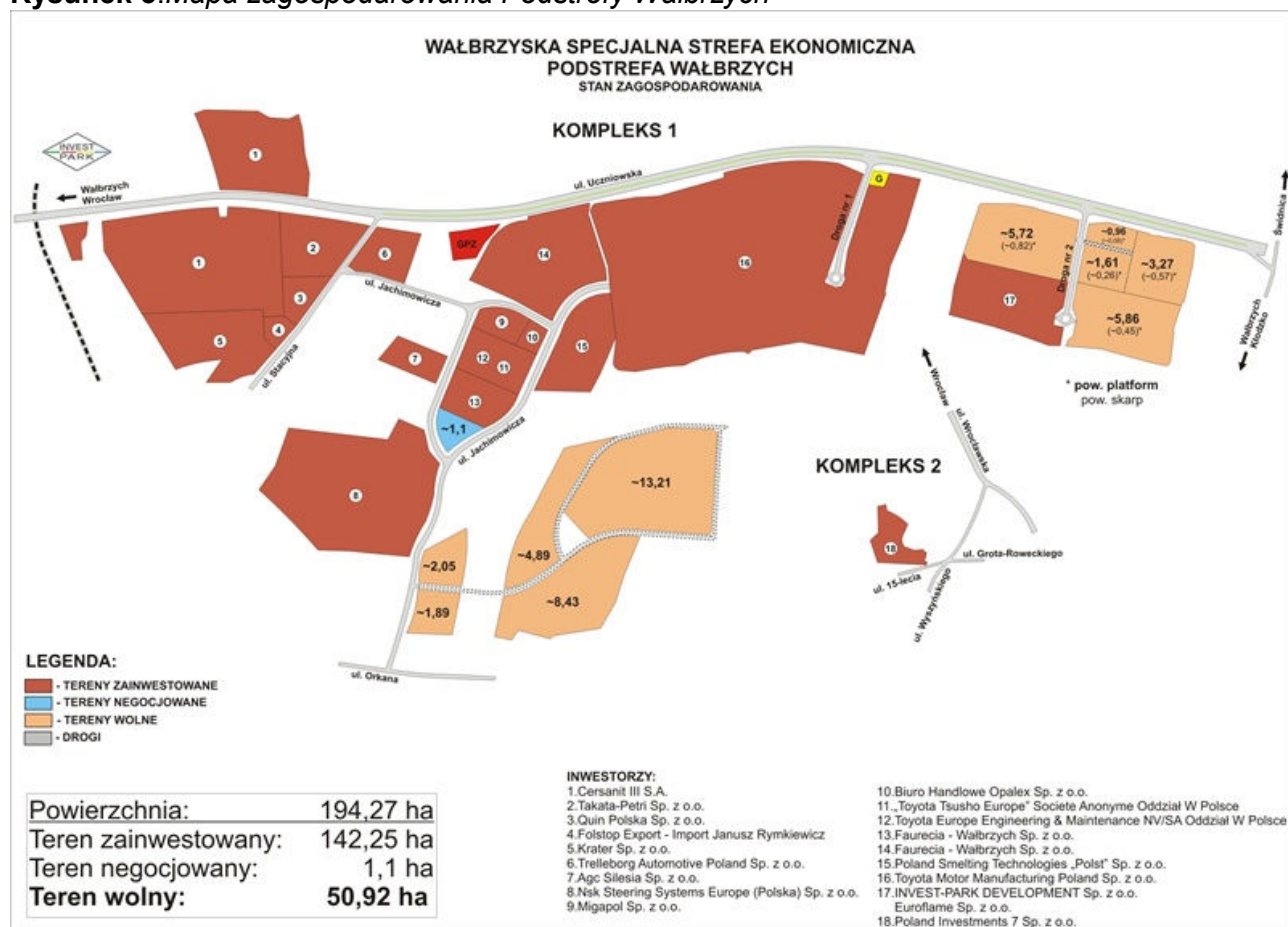 Rysunek 3.Mapa zagospodarowania Podstrefy Wałbrzych
WAŁBRZYSKA SPECJALNA STREFA EKONOMICZNA
PODSTREFA WAŁBRZYCH
STAN ZAGOSPODAROWANIA
KOMPLEKS 1
INVEST
PARK
Wałbrzych
Wrocław
ul. Uczniowska
1
G
Droga nr 1
Świdnica
1
2
6
GPZ
14
16
~5,72
(~0,82)*
~0,96
~1,61
(~0,26)*
~3,27
(~0,57)*
Droga nr 2
17
~5,86
(~0,45)*
ul. Jachimowicza
3
4
5
ul. Stacyjna
7
9
10
12
11
13
15
~1,1
ul. Jachimowicza
Wałbrzych
Kłodzko
* pow. platform
pow. skarp
Wrocław
ul. Wrocławska
KOMPLEKS 2
8
~13,21
~4,89
~2,05
~1,89
~8,43
18
ul. Grota-Roweckiego
ul. 15-lecia
ul. Wyszyńskiego
ul. Orkana
LEGENDA:
- TERENY ZAINWESTOWANE
- TERENY NEGOCJOWANE
- TERENY WOLNE
- DROGI
Powierzchnia: 194,27 ha
Teren zainwestowany: 142,25 ha
Teren negocjowany: 1,1 ha
Teren wolny: 50,92 ha
INWESTORZY:
1.Cersanit III S.A.
2.Takata-Petri Sp. z o.o.
3.Quin Polska Sp. z o.o.
4.Folstop Export - Import Janusz Rymkiewicz
5.Krater Sp. z o.o.
6.Trelleborg Automotive Poland Sp. z o.o.
7.Agc Silesia Sp. z o.o.
8.Nsk Steering Systems Europe (Polska) Sp. z o.o.
9.Migapol Sp. z o.o.
10.Biuro Handlowe Opalex Sp. z o.o.
11.„Toyota Tsusho Europe" Societe Anonyme Oddział W Polsce
12.Toyota Europe Engineering & Maintenance NV/SA Oddział W Polsce
13.Faurecia - Wałbrzych Sp. z o.o.
14.Faurecia - Wałbrzych Sp. z o.o.
15.Poland Smelting Technologies „Polst" Sp. z o.o.
16.Toyota Motor Manufacturing Poland Sp. z o.o.
17.INVEST-PARK DEVELOPMENT Sp. z o.o.
Euroflame Sp. z o.o.
18.Poland Investments 7 Sp. z o.o.